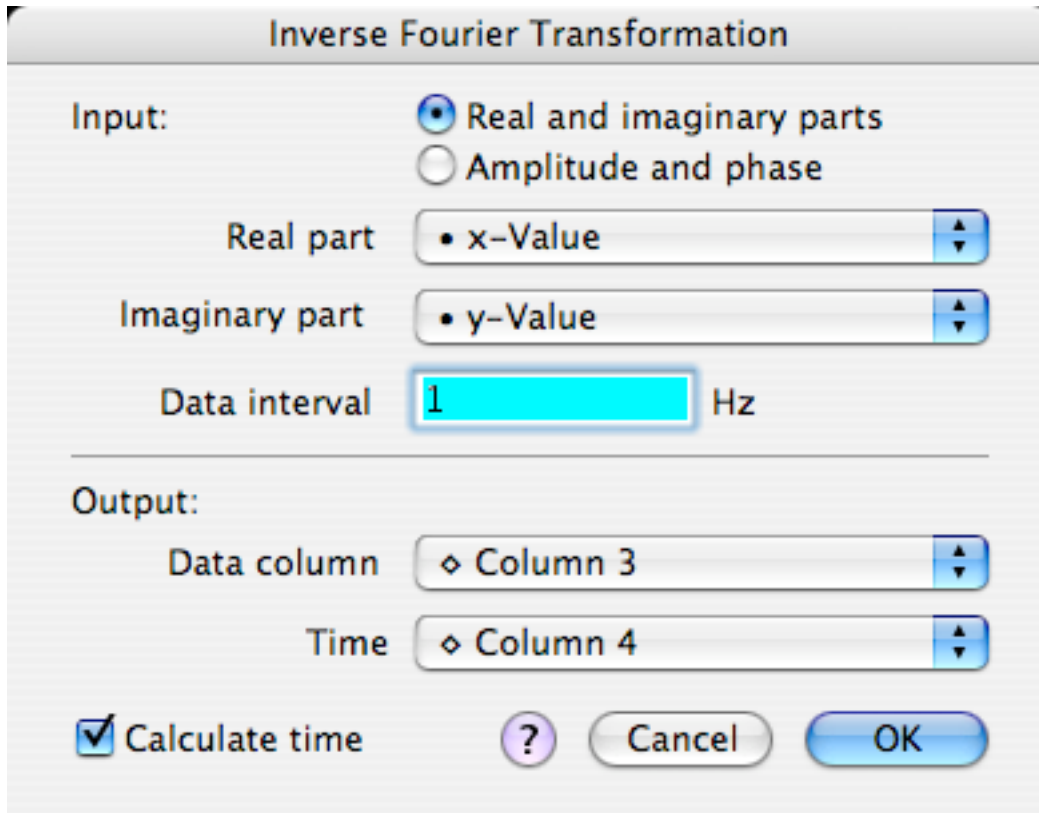 Inverse Fourier Transformation
Input: Real and imaginary parts
Amplitude and phase
Real part • x-Value
Imaginary part • y-Value
Data interval 1 Hz
Output:
Data column ⋄ Column 3
Time ⋄ Column 4
Calculate time ? Cancel OK